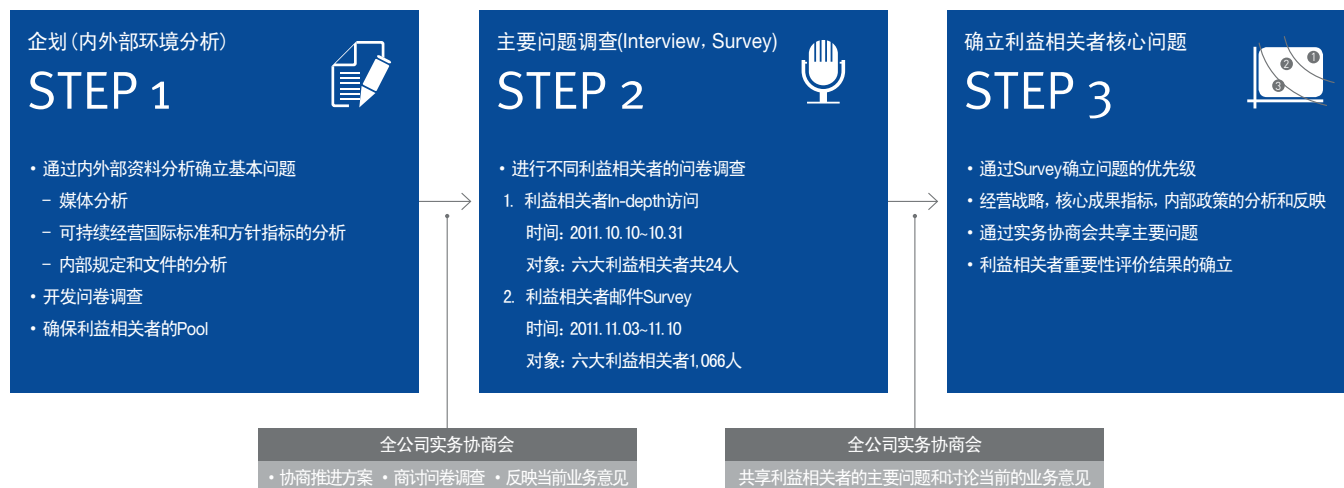 企划(内外部环境分析)
STEP 1
• 通过内外部资料分析确立基本问题
– 媒体分析
– 可持续经营国际标准和方针指标的分析
– 内部规定和文件的分析
• 开发问卷调查
• 确保利益相关者的Pool
主要问题调查(Interview, Survey)
STEP 2
• 进行不同利益相关者的问卷调查
1. 利益相关者In-depth访问
时间: 2011.10.10~10.31
对象: 六大利益相关者共24人
2. 利益相关者邮件Survey
时间: 2011.11.03~11.10
对象: 六大利益相关者1,066人
确立利益相关者核心问题
STEP 3
1
2
3
• 通过Survey确立问题的优先级
• 经营战略, 核心成果指标, 内部政策的分析和反映
• 通过实务协商会共享主要问题
• 利益相关者重要性评价结果的确立
全公司实务协商会
• 协商推进方案 • 商讨问卷调查 • 反映当前业务意见
全公司实务协商会
共享利益相关者的主要问题和讨论当前的业务意见